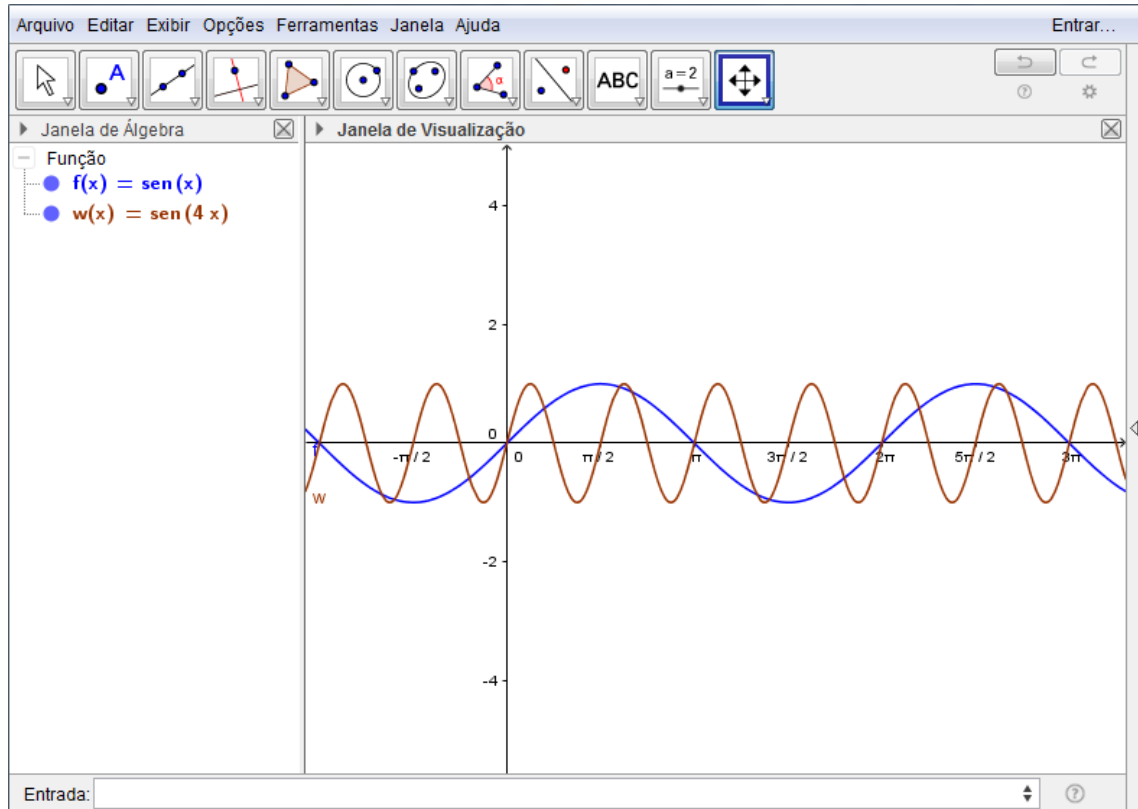 Arquivo Editar Exibir Opções Ferramentas Janela Ajuda Entrar...
A α ABC a=2
Janela de Álgebra
Função
f(x) = sen (x)
w(x) = sen (4 x)
Janela de Visualização
4
2
0
-π / 2 0 π / 2 π 3π / 2 2π 5π / 2 3π
f
w
-2
-4
Entrada: